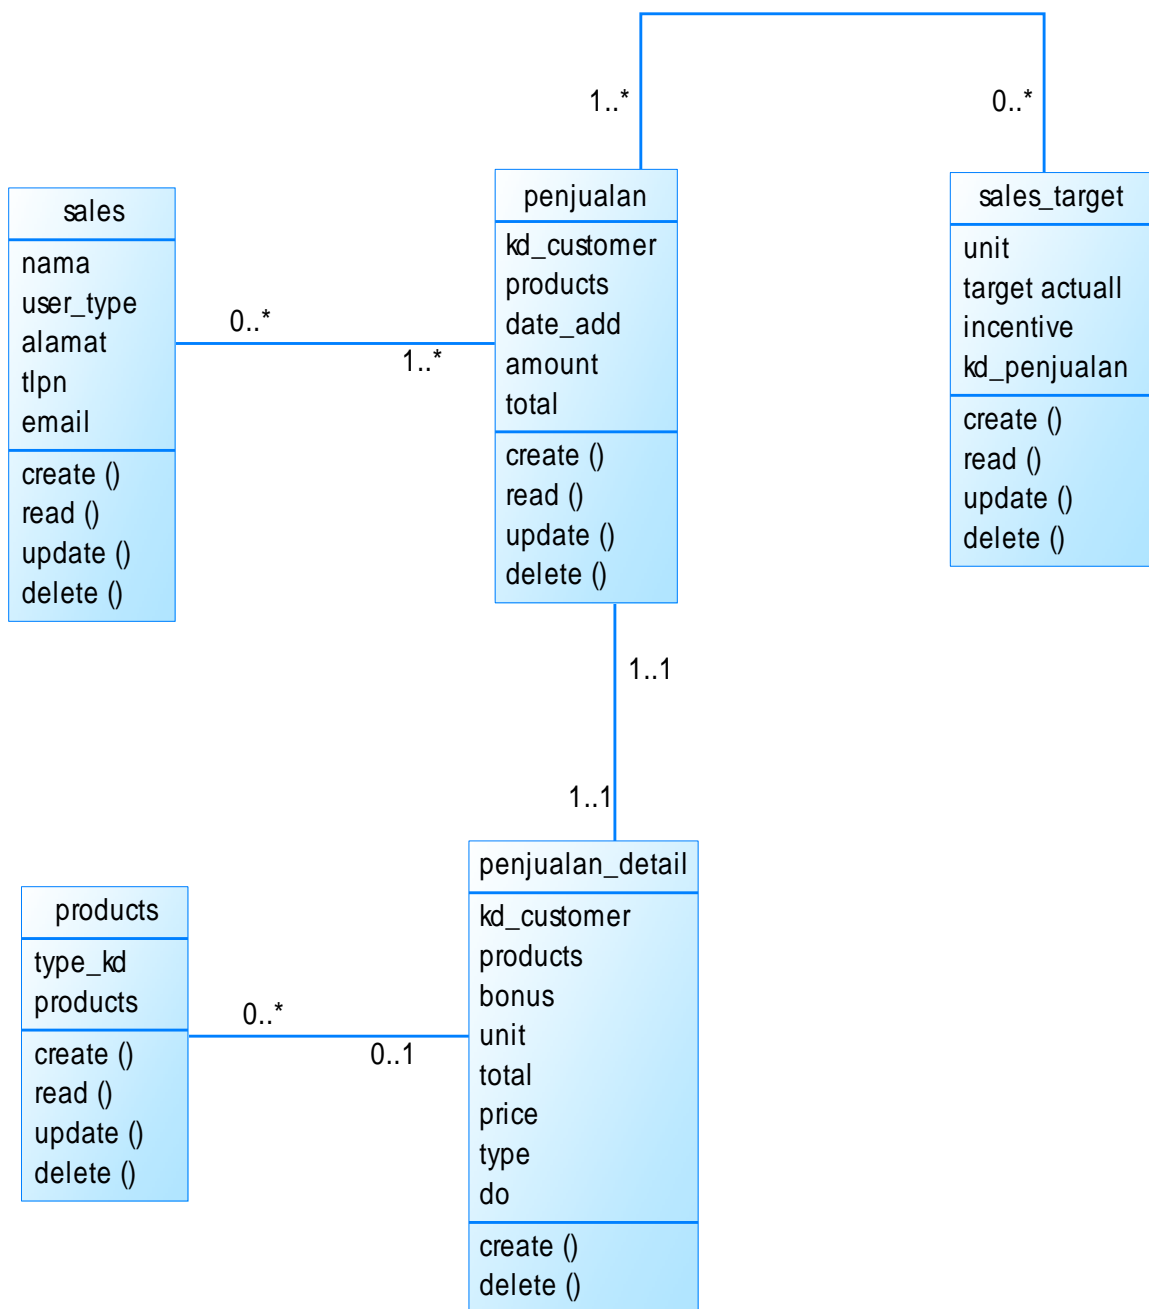 1..*
0..*
sales
nama
user_type
alamat
tlpn
email
create ()
read ()
update ()
delete ()
0..*
1..*
penjualan
kd_customer
products
date_add
amount
total
create ()
read ()
update ()
delete ()
sales_target
unit
target actuall
incentive
kd_penjualan
create ()
read ()
update ()
delete ()
1..1
1..1
products
type_kd
products
create ()
read ()
update ()
delete ()
0..*
0..1
penjualan_detail
kd_customer
products
bonus
unit
total
price
type
do
create ()
delete ()